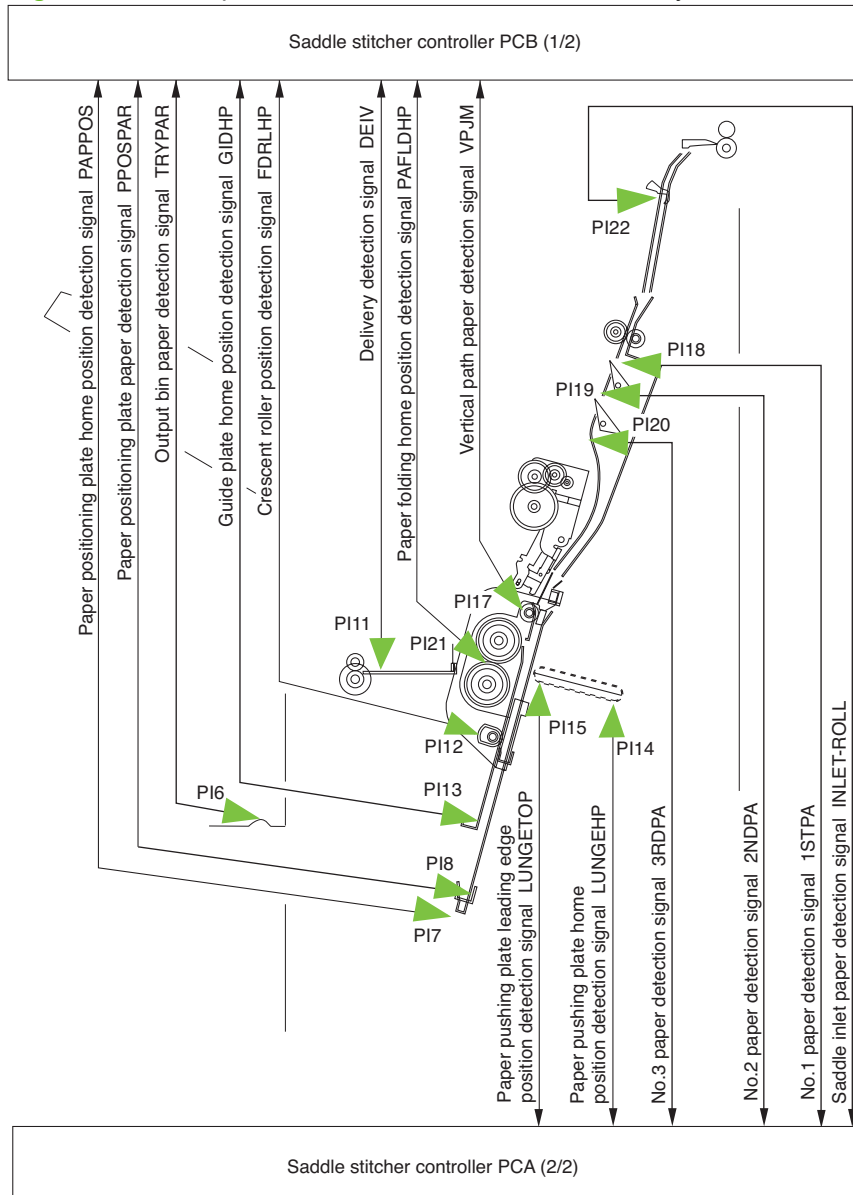 Saddle stitcher controller PCB (1/2)
Paper positioning plate home position detection signal PAPPOS
Paper positioning plate paper detection signal PPOSPAR
Output bin paper detection signal TRYPAR
Guide plate home position detection signal GIDHP
Crescent roller position detection signal FDRLHP
Delivery detection signal DEIV
Paper folding home position detection signal PAFLDHP
Vertical path paper detection signal VPJM
PI22
PI18
PI19
PI20
PI17
PI11
PI21
PI15
PI12
PI14
PI13
PI6
PI8
PI7
Paper pushing plate leading edge
position detection signal LUNGETOP
Paper pushing plate home
position detection signal LUNGEHP
No.3 paper detection signal 3RDPA
No.2 paper detection signal 2NDPA
No.1 paper detection signal 1STPA
Saddle inlet paper detection signal INLET-ROLL
Saddle stitcher controller PCA (2/2)